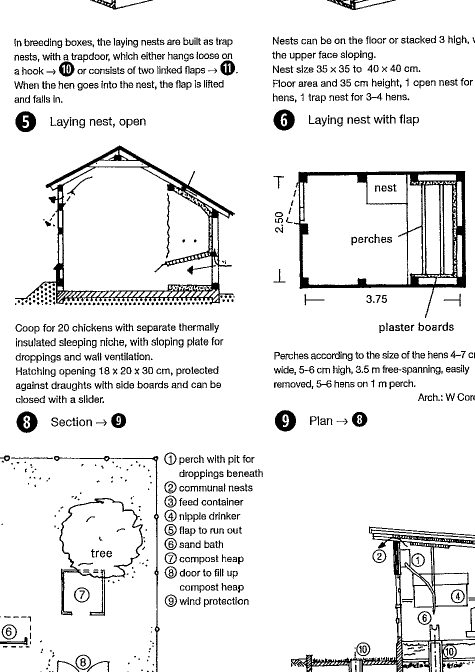 In breeding boxes, the laying nests are built as trap
nests, with a trapdoor, which either hangs loose on
a hook → 10 or consists of two linked flaps → 11.
When the hen goes into the nest, the flap is lifted
and falls in.
5 Laying nest, open
Nests can be on the floor or stacked 3 high,
the upper face sloping.
Nest size 35 x 35 to 40 x 40 cm.
Floor area and 35 cm height, 1 open nest for
hens, 1 trap nest for 3–4 hens.
6 Laying nest with flap
nest
2.50
perches
3.75
plaster boards
Coop for 20 chickens with separate thermally
insulated sleeping niche, with sloping plate for
droppings and wall ventilation.
Hatching opening 18 x 20 x 30 cm, protected
against draughts with side boards and can be
closed with a slider.
8 Section → 9
Perches according to the size of the hens 4–7
wide, 5–6 cm high, 3.5 m free-spanning, easily
removed, 5–6 hens on 1 m perch.
Arch.: W
9 Plan → 8
tree
7
6
8
1 perch with pit for
droppings beneath
2 communal nests
3 feed container
4 nipple drinker
5 flap to run out
6 sand bath
7 compost heap
8 door to fill up
compost heap
9 wind protection
2
1
4
6
10
10